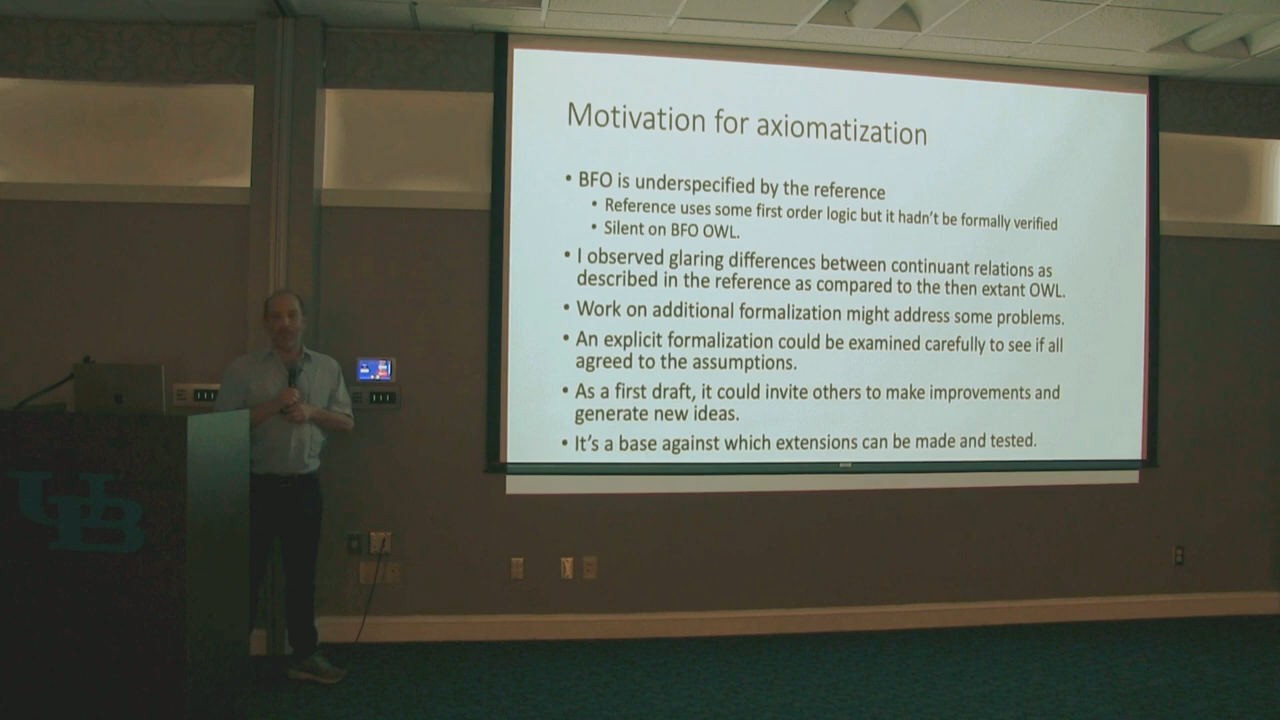 Motivation for axiomatization
• BFO is underspecified by the reference
• Reference uses some first order logic but it hadn't be formally verified
• Silent on BFO OWL.
• I observed glaring differences between continuant relations as
described in the reference as compared to the then extant OWL.
• Work on additional formalization might address some problems.
• An explicit formalization could be examined carefully to see if all
agreed to the assumptions.
• As a first draft, it could invite others to make improvements and
generate new ideas.
• It's a base against which extensions can be made and tested.
UB